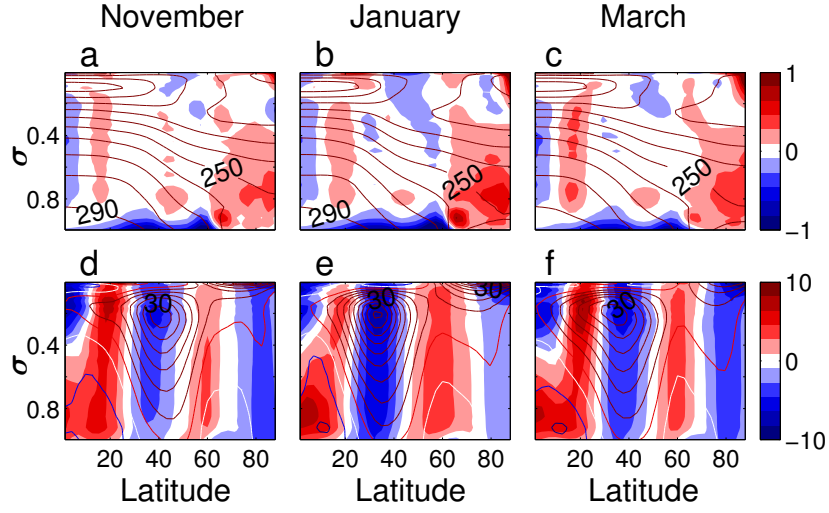 November January March
a b c
σ 0.4 0.8
250 290
250 290
250
1 0 −1
d e f
σ 0.4 0.8
30 30 30 30
10 0 −10
20 40 60 80 20 40 60 80 20 40 60 80
Latitude Latitude Latitude